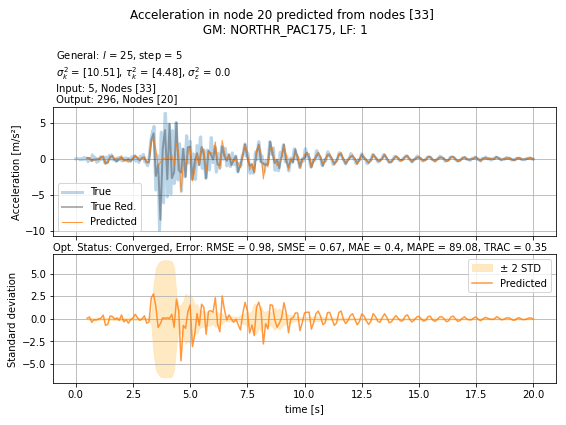 Acceleration in node 20 predicted from nodes [33]
GM: NORTHR_PAC175, LF: 1
General: l = 25, step = 5
σ²ₖ = [10.51], τ²ₖ = [4.48], σ²ε = 0.0
Input: 5, Nodes [33]
Output: 296, Nodes [20]
Acceleration [m/s²]
5
0
−5
−10
True
True Red.
Predicted
Opt. Status: Converged, Error: RMSE = 0.98, SMSE = 0.67, MAE = 0.4, MAPE = 89.08, TRAC = 0.35
Standard deviation
5.0
2.5
0.0
−2.5
−5.0
± 2 STD
Predicted
0.0 2.5 5.0 7.5 10.0 12.5 15.0 17.5 20.0
time [s]